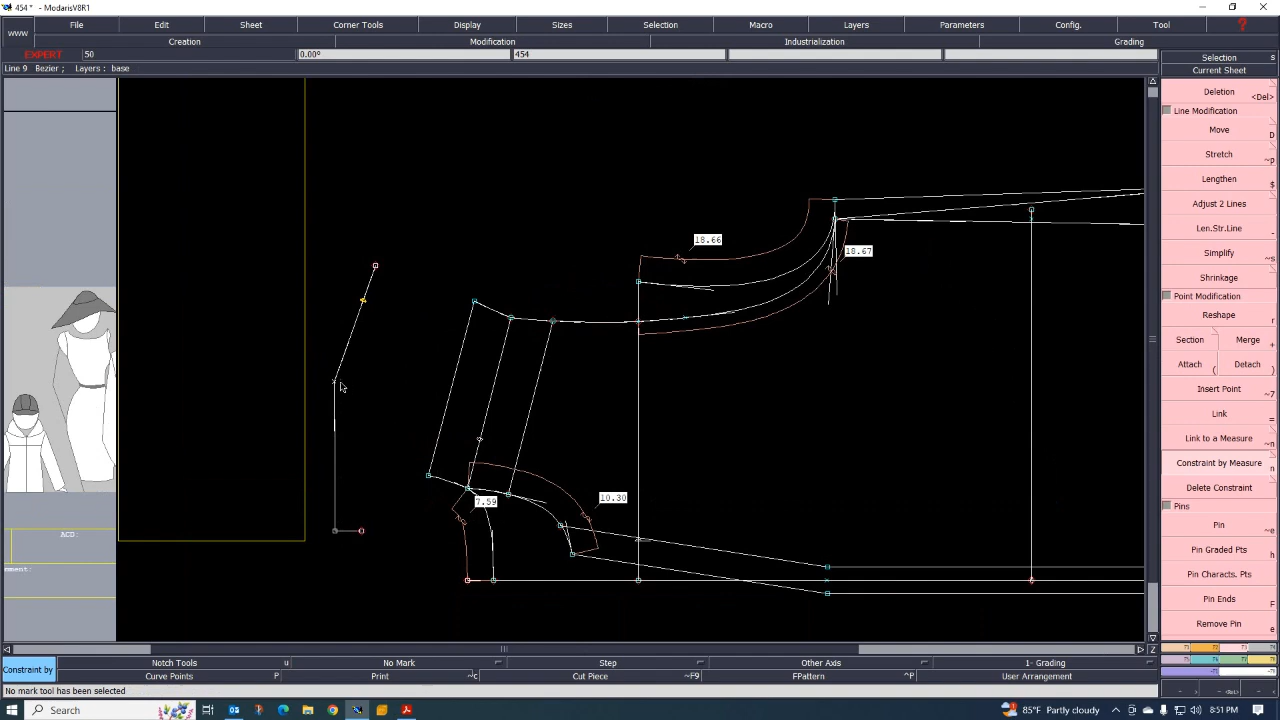 454 * - ModarisV8R1
www File Edit Sheet Corner Tools Display Sizes Selection Macro Layers Parameters Config. Tool ?
Creation Modification Industrialization Grading
EXPERT 50 0.00° 454
Line 9 Bezier ; Layers : base
Selection s
Current Sheet
Deletion <Del>
Line Modification
Move D
Stretch ~p
Lengthen $
Adjust 2 Lines
Len.Str.Line -
Simplify ~s
Shrinkage
Point Modification
Reshape r
Section Merge +
Attach ( Detach )
Insert Point ~7
Link =
Link to a Measure ~n
Constraint by Measure n
Delete Constraint
Pins
Pin ~e
Pin Graded Pts
Pin Characts. Pts
Pin Ends F
Remove Pin e
18.66
18.67
7.59
10.30
ACD:
mment:
Z
Constraint by
Notch Tools u No Mark Step Other Axis 1- Grading
Curve Points P Print ~c Cut Piece ~F9 FPattern ^P User Arrangement
No mark tool has been selected
Search
85°F Partly cloudy
8:51 PM